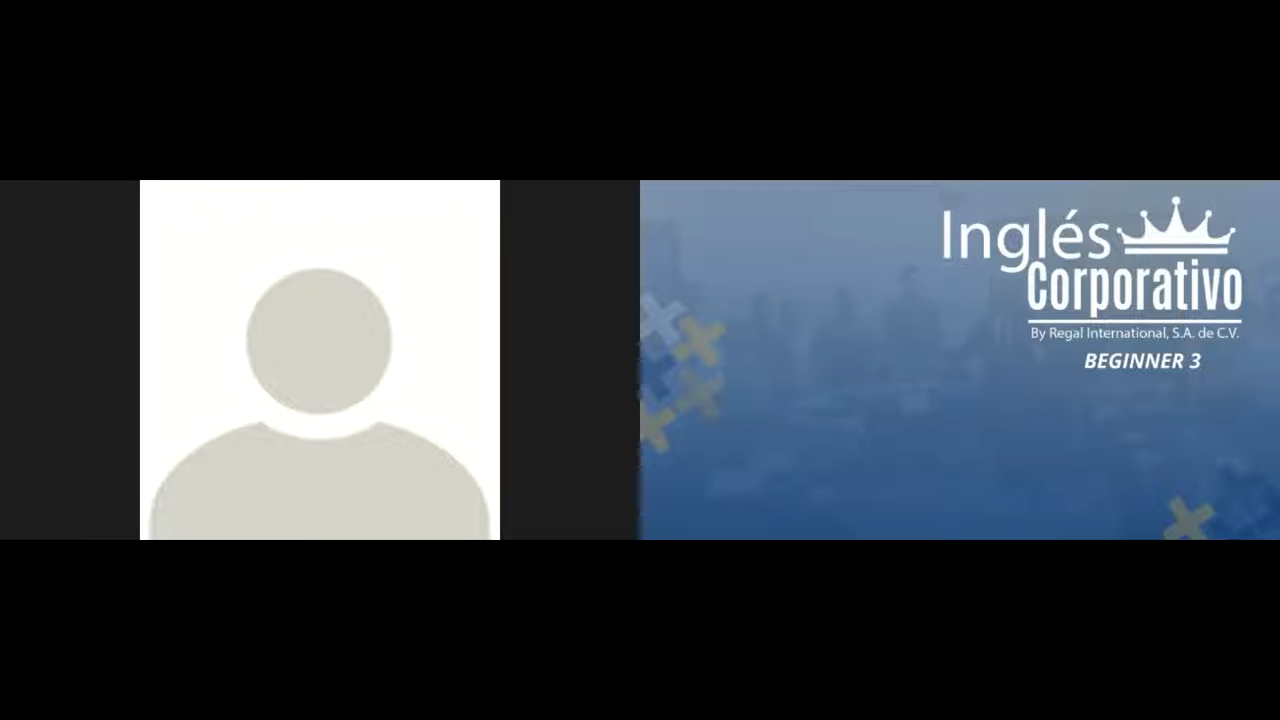 Inglés
Corporativo
By Regal International, S.A. de C.V.
BEGINNER 3